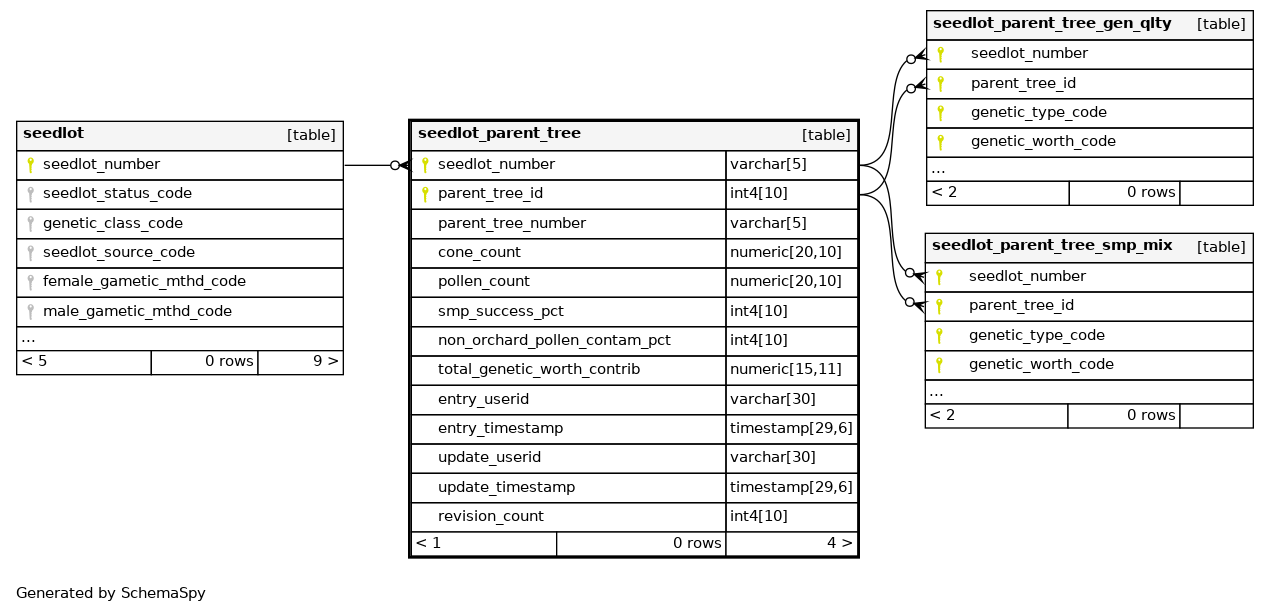 seedlot [table]
seedlot_number
seedlot_status_code
genetic_class_code
seedlot_source_code
female_gametic_mthd_code
male_gametic_mthd_code
...
< 5 0 rows 9 >
seedlot_parent_tree [table]
seedlot_number varchar[5]
parent_tree_id int4[10]
parent_tree_number varchar[5]
cone_count numeric[20,10]
pollen_count numeric[20,10]
smp_success_pct int4[10]
non_orchard_pollen_contam_pct int4[10]
total_genetic_worth_contrib numeric[15,11]
entry_userid varchar[30]
entry_timestamp timestamp[29,6]
update_userid varchar[30]
update_timestamp timestamp[29,6]
revision_count int4[10]
< 1 0 rows 4 >
seedlot_parent_tree_gen_qlty [table]
seedlot_number
parent_tree_id
genetic_type_code
genetic_worth_code
...
< 2 0 rows
seedlot_parent_tree_smp_mix [table]
seedlot_number
parent_tree_id
genetic_type_code
genetic_worth_code
...
< 2 0 rows
Generated by SchemaSpy